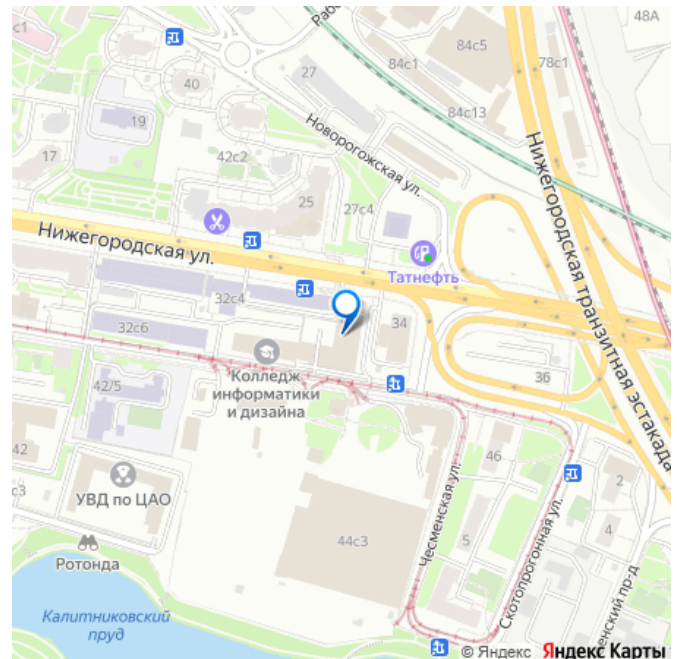 48А
84с5
84с1
78с1
27
40
84с13
19
Новорогожская ул.
42с2
17
25
27с4
Нижегородская транзитная эстакада
Нижегородская ул.
Татнефть
32с4
32с6
34
Колледж
информатики
и дизайна
36
42/5
42
46
2
с3
УВД по ЦАО
Чесменская ул.
Скотопрогонная ул.
4
44с3
5
Ротонда
Калитниковский
пруд
© Яндекс Яндекс Карты